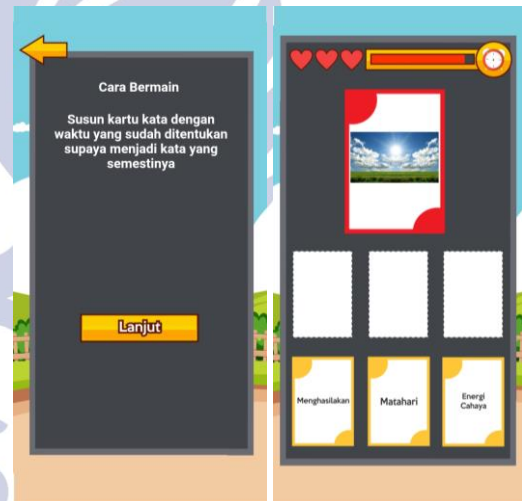 Cara Bermain
Susun kartu kata dengan
waktu yang sudah ditentukan
supaya menjadi kata yang
semestinya
Lanjut
Menghasilakan
Matahari
Energi
Cahaya